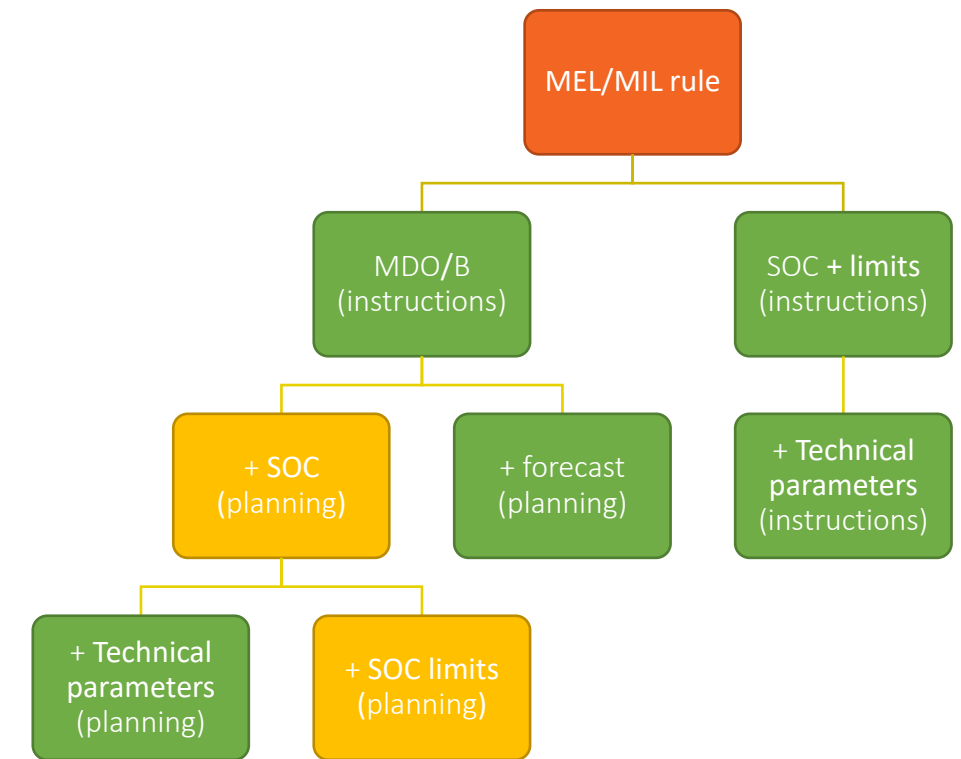 MEL/MIL rule
MDO/B
(instructions)
SOC + limits
(instructions)
+ SOC
(planning)
+ forecast
(planning)
+ Technical
parameters
(instructions)
+ Technical
parameters
(planning)
+ SOC limits
(planning)